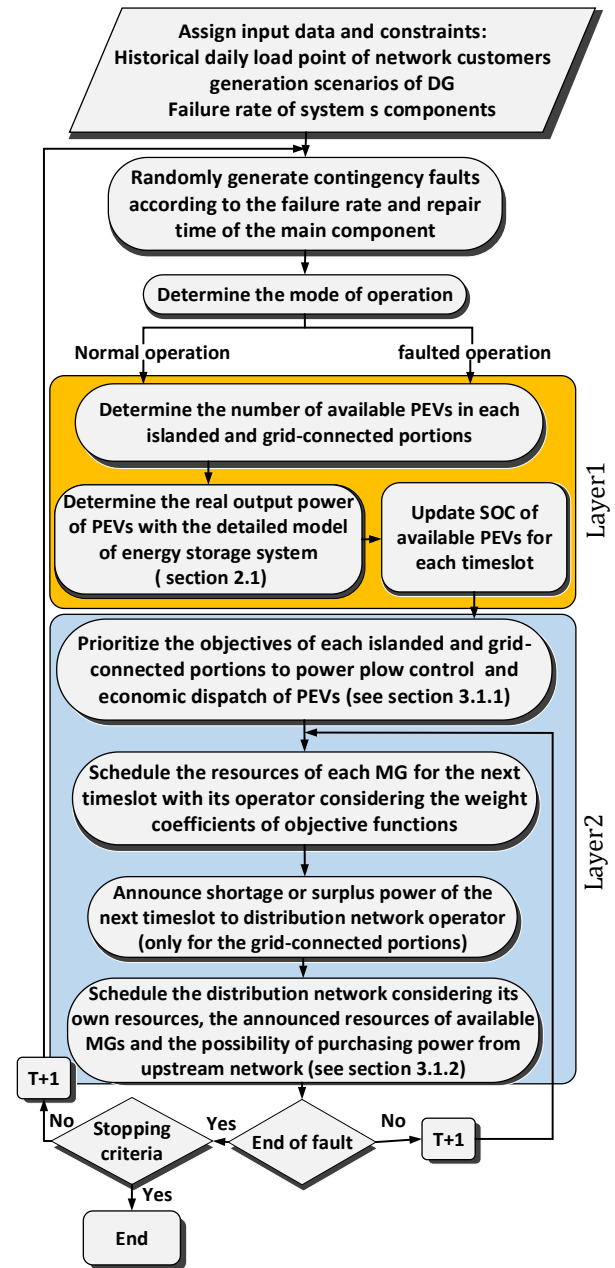 Assign input data and constraints:
Historical daily load point of network customers
generation scenarios of DG
Failure rate of system s components
Randomly generate contingency faults
according to the failure rate and repair
time of the main component
Determine the mode of operation
Normal operation
faulted operation
Determine the number of available PEVs in each
islanded and grid-connected portions
Determine the real output power
of PEVs with the detailed model
of energy storage system
( section 2.1)
Update SOC of
available PEVs for
each timeslot
Layer1
Prioritize the objectives of each islanded and grid-
connected portions to power plow control and
economic dispatch of PEVs (see section 3.1.1)
Schedule the resources of each MG for the next
timeslot with its operator considering the weight
coefficients of objective functions
Announce shortage or surplus power of the
next timeslot to distribution network operator
(only for the grid-connected portions)
Schedule the distribution network considering its
own resources, the announced resources of available
MGs and the possibility of purchasing power from
upstream network (see section 3.1.2)
Layer2
T+1
No
Stopping
criteria
Yes
End of fault
No
T+1
Yes
End